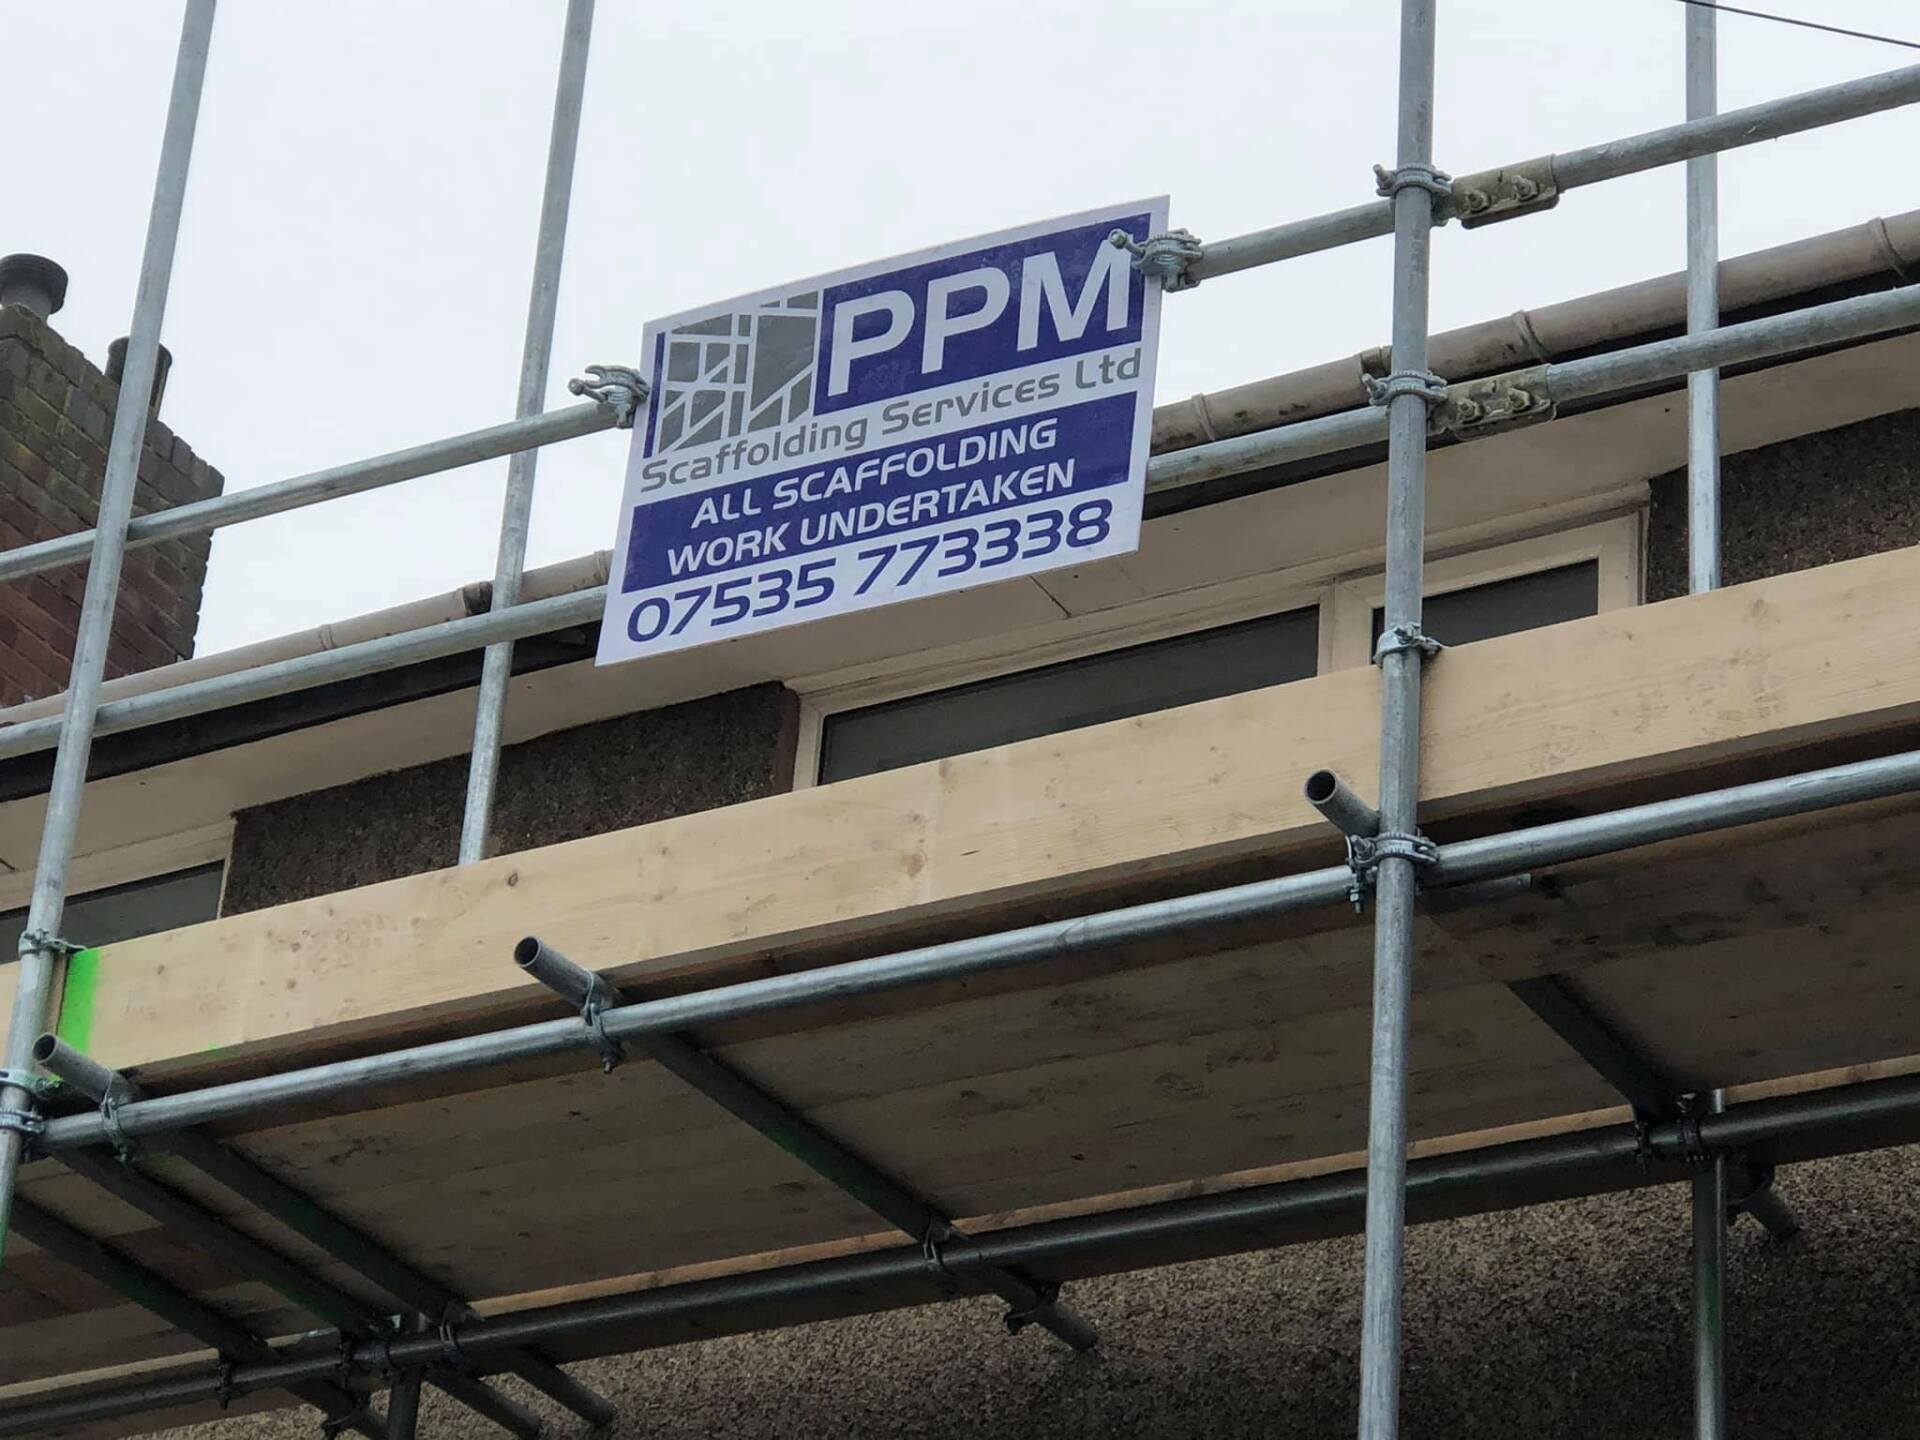 PPM
Scaffolding Services Ltd
ALL SCAFFOLDING
WORK UNDERTAKEN
07535 773338